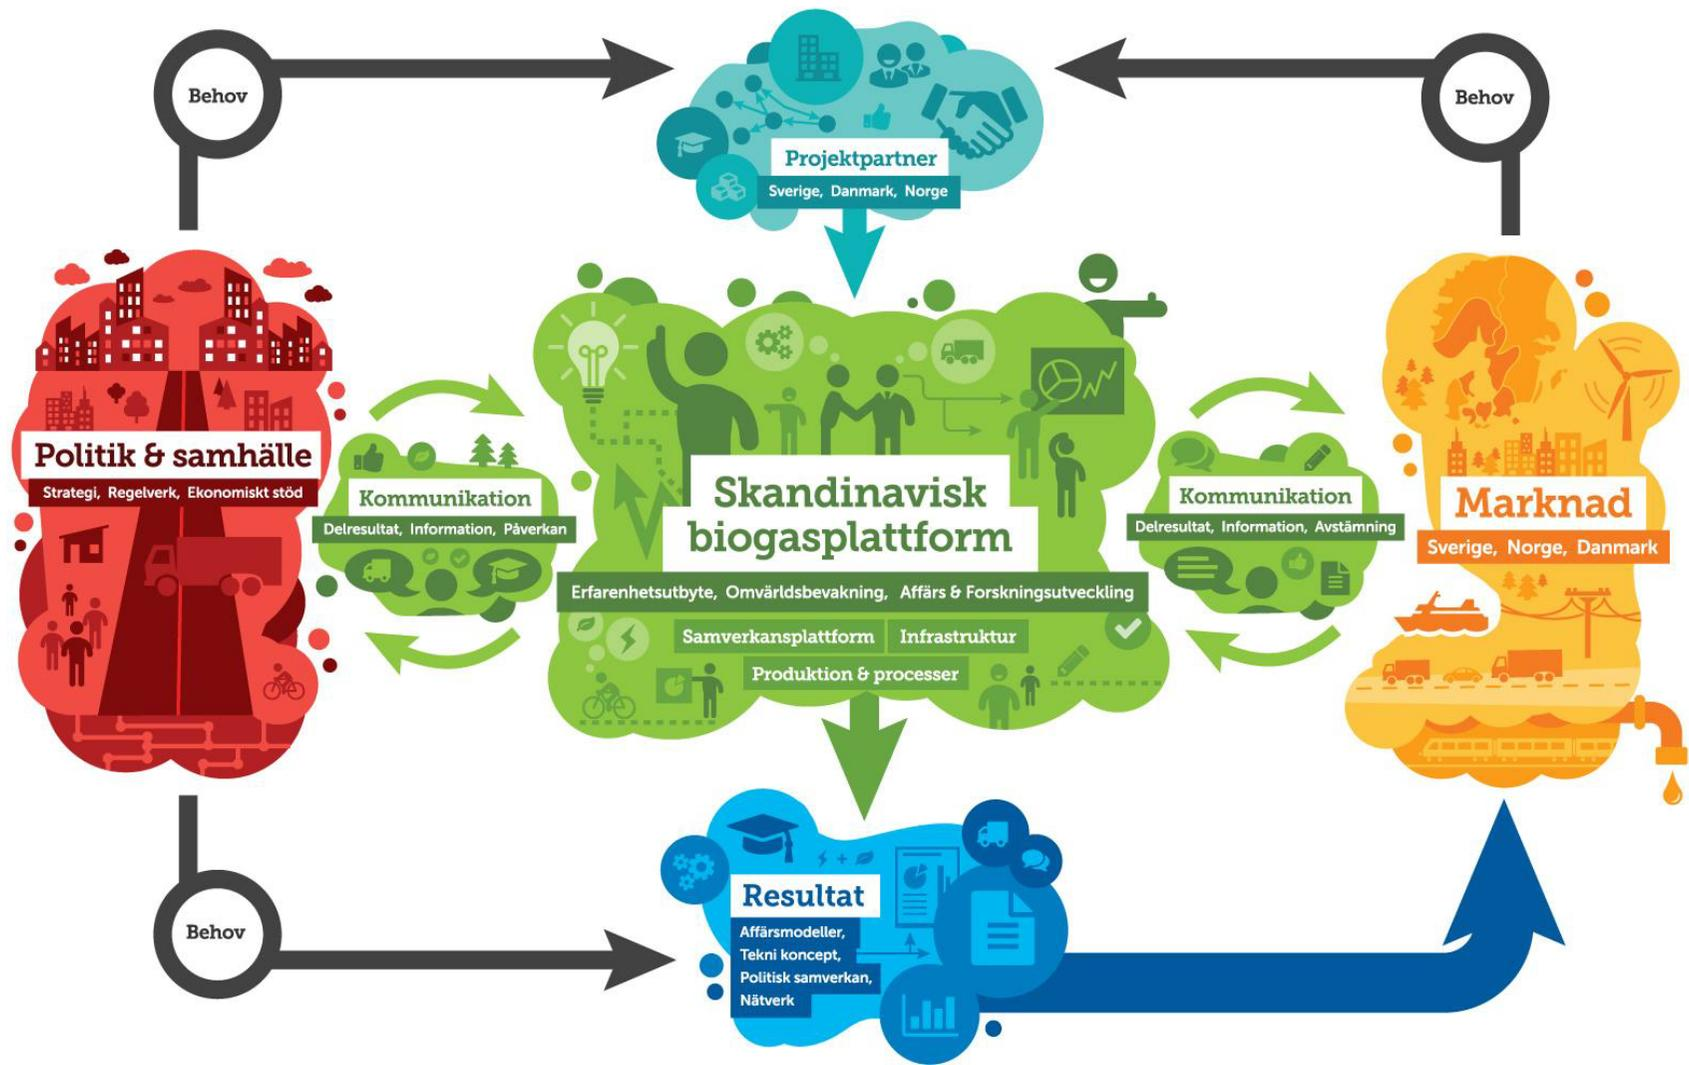 Behov
Behov
Projektpartner
Sverige, Danmark, Norge
Politik & samhälle
Strategi, Regelverk, Ekonomiskt stöd
Kommunikation
Delresultat, Information, Påverkan
Skandinavisk
biogasplattform
Erfarenhetsutbyte, Omvärldsbevakning, Affärs & Forskningsutveckling
Samverkansplattform
Infrastruktur
Produktion & processer
Kommunikation
Delresultat, Information, Avstämning
Marknad
Sverige, Norge, Danmark
Behov
Resultat
Affärsmodeller,
Tekni koncept,
Politisk samverkan,
Nätverk